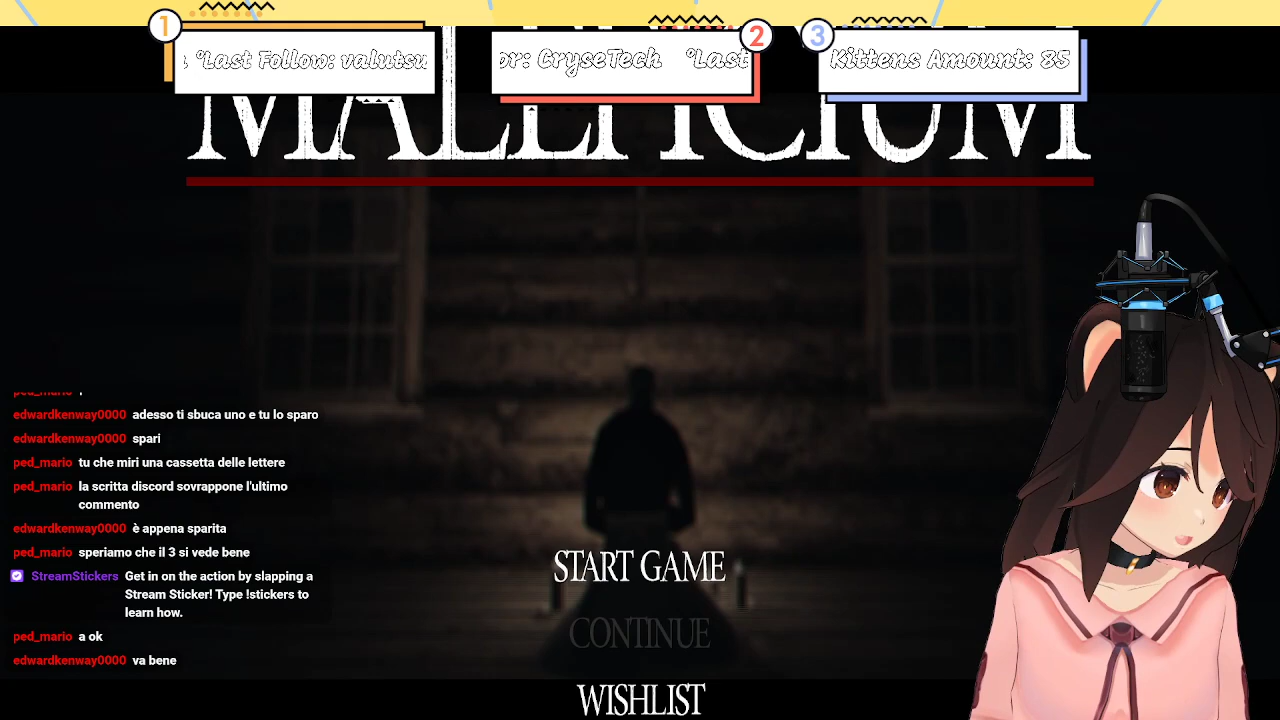 1
2
3
Last Follow: valutsu
or: CryseTech Last
Kittens Amount: 85
MALEFICIUM
ped_mario
edwardkenway0000 adesso ti sbuca uno e tu lo sparo
edwardkenway0000 spari
ped_mario tu che miri una cassetta delle lettere
ped_mario la scritta discord sovrappone l'ultimo
commento
edwardkenway0000 è appena sparita
ped_mario speriamo che il 3 si vede bene
StreamStickers Get in on the action by slapping a
Stream Sticker! Type !stickers to
learn how.
ped_mario a ok
edwardkenway0000 va bene
START GAME
CONTINUE
WISHLIST